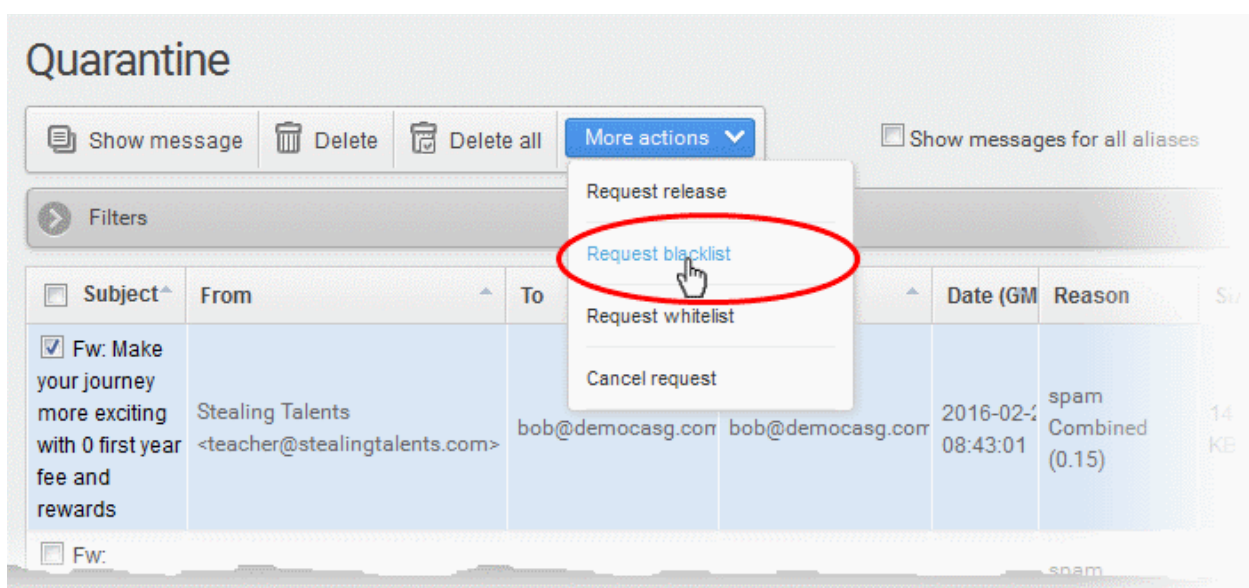 Quarantine
Show message Delete Delete all More actions Show messages for all aliases
Request release
Filters
Request blacklist
Subject From To Date (GM Reason
Request whitelist
Cancel request
Fw: Make
your journey
more exciting
with 0 first year
fee and
rewards
Stealing Talents
<teacher@stealingtalents.com>
bob@democasg.com bob@democasg.com
2016-02-2
08:43:01
spam
Combined
(0.15)
14
KB
Fw:
spam